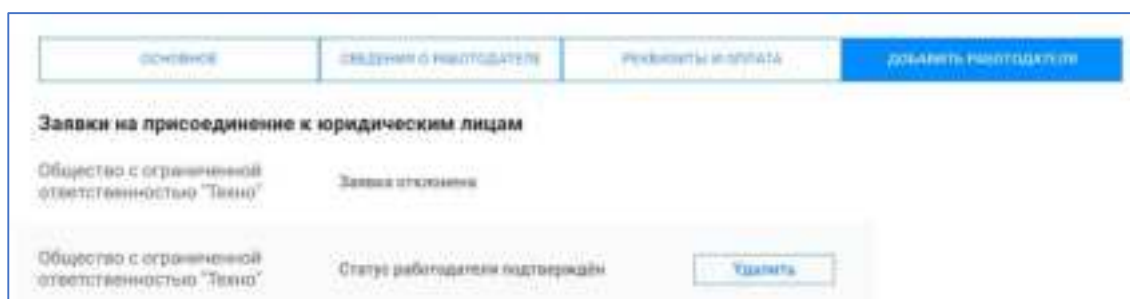 ОСНОВНОЕ СВЕДЕНИЯ О РАБОТОДАТЕЛЕ РЕКВИЗИТЫ И ОПЛАТА ДОБАВИТЬ РАБОТОДАТЕЛЯ
Заявки на присоединение к юридическим лицам
Общество с ограниченной
ответственностью "Техно"
Заявка отклонена
Общество с ограниченной
ответственностью "Техно"
Статус работодателя подтверждён
Удалить